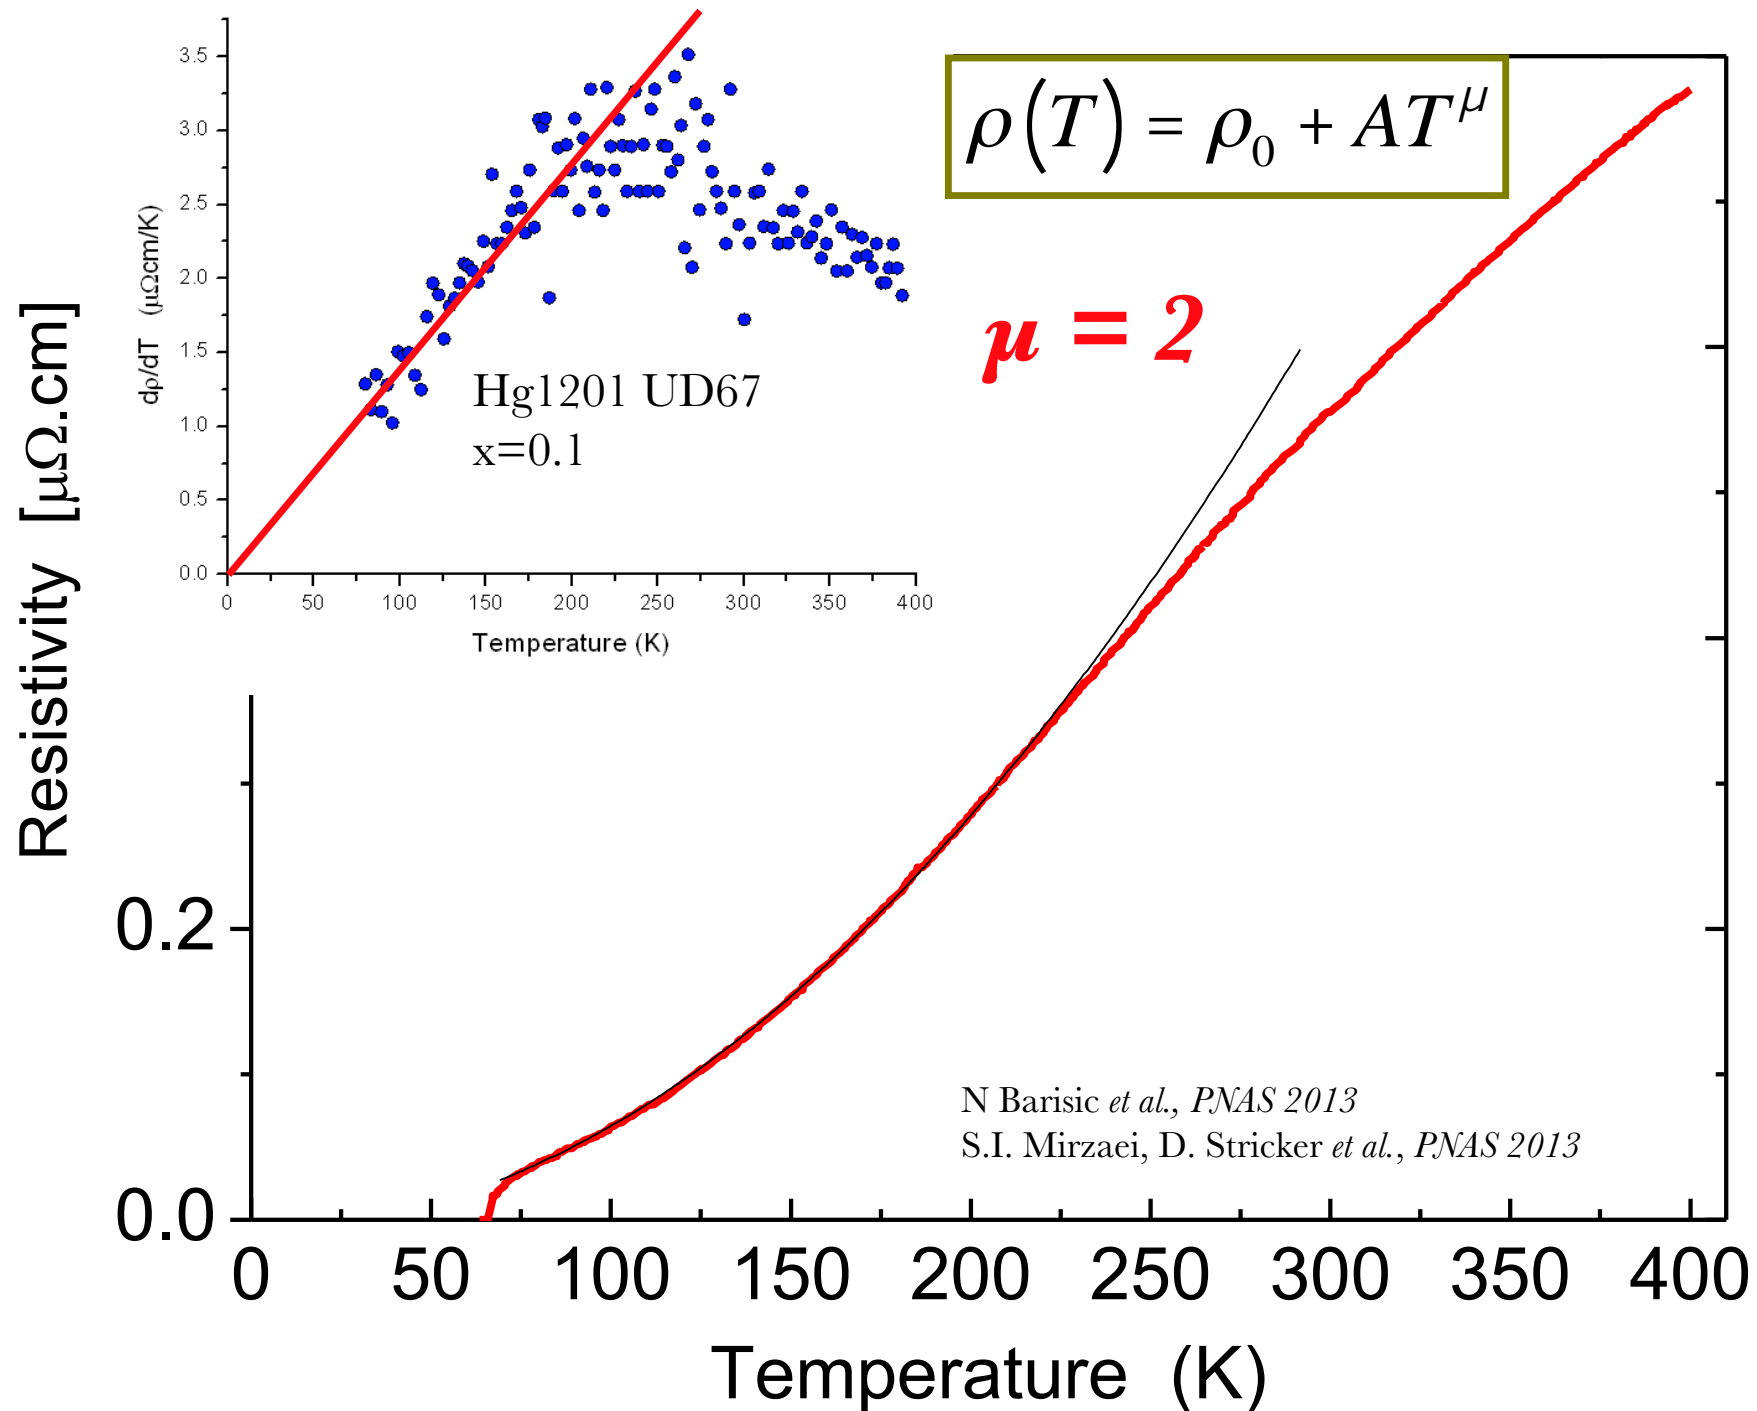 3.5
3.0
2.5
2.0
1.5
1.0
0.5
0.0
dρ/dT (μΩcm/K)
0 50 100 150 200 250 300 350 400
Temperature (K)
Hg1201 UD67
x=0.1
ρ(T) = ρ₀ + AT^μ
μ = 2
Resistivity [μΩ.cm]
0.2
0.0
N Barisic et al., PNAS 2013
S.I. Mirzaei, D. Stricker et al., PNAS 2013
0 50 100 150 200 250 300 350 400
Temperature (K)